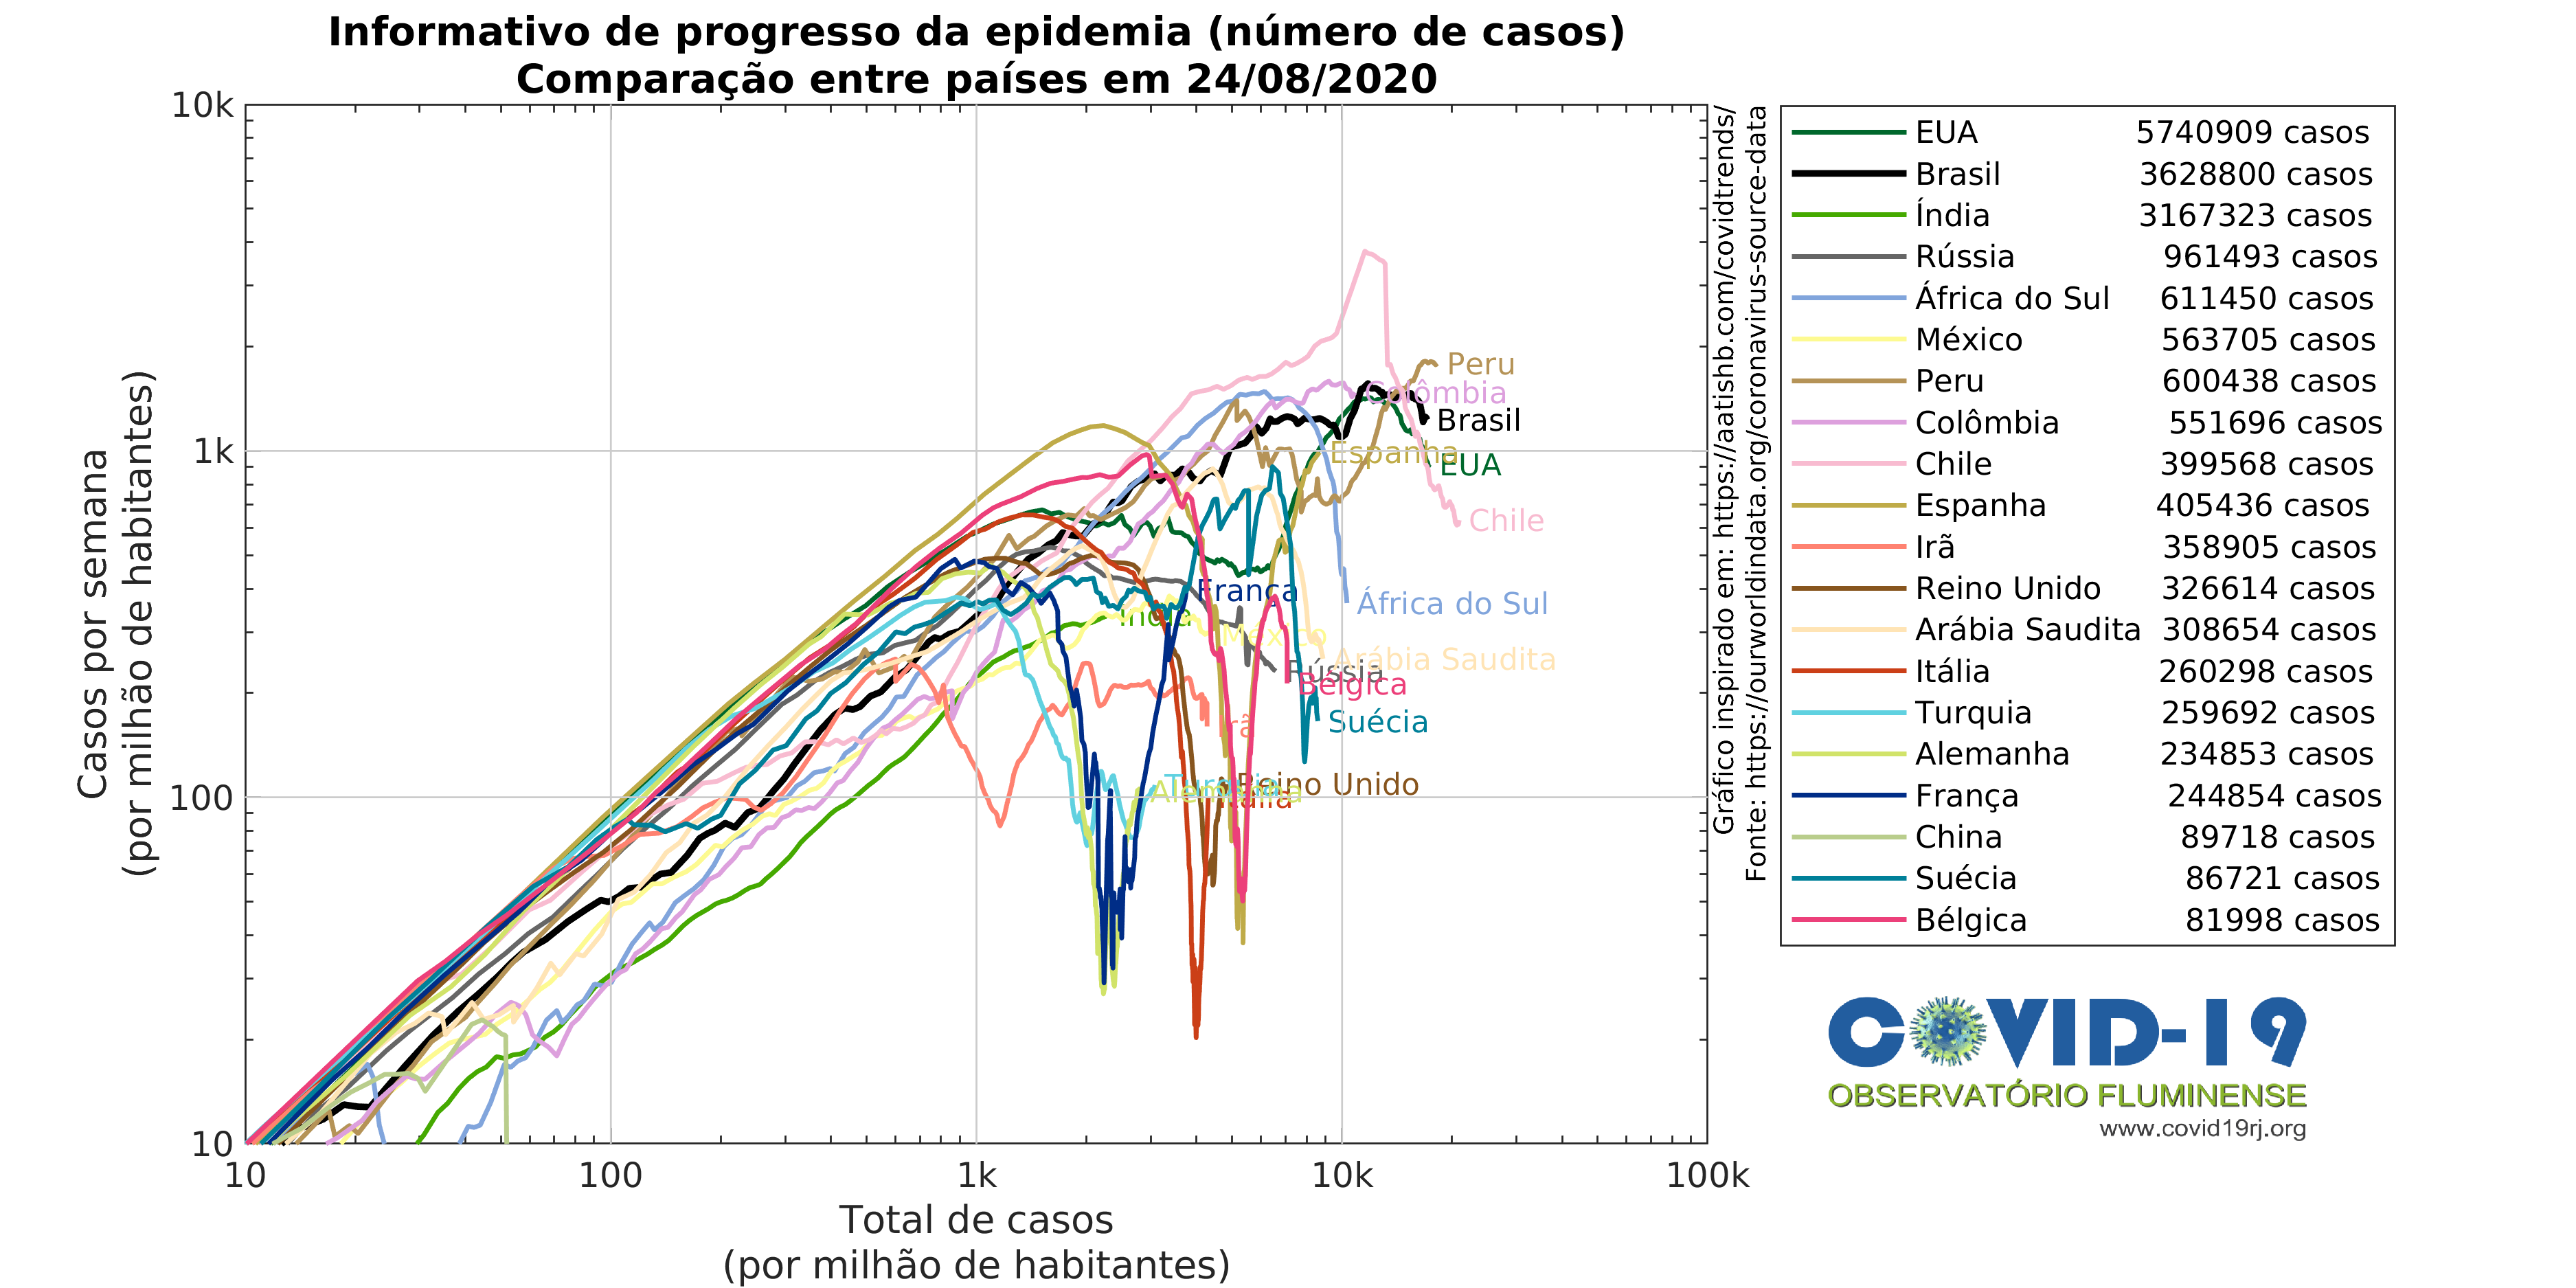 Informativo de progresso da epidemia (número de casos)
Comparação entre países em 24/08/2020
10k
1k
100
10
Casos por semana
(por milhão de habitantes)
10
100
1k
10k
100k
Total de casos
(por milhão de habitantes)
Peru
Colômbia
Brasil
Espanha
EUA
Chile
França
África do Sul
Índia
México
Arábia Saudita
Rússia
Bélgica
Irã
Suécia
Turquia
Reino Unido
Alemanha
Itália
Gráfico inspirado em: https://aatishb.com/covidtrends/
Fonte: https://ourworldindata.org/coronavirus-source-data
EUA 5740909 casos
Brasil 3628800 casos
Índia 3167323 casos
Rússia 961493 casos
África do Sul 611450 casos
México 563705 casos
Peru 600438 casos
Colômbia 551696 casos
Chile 399568 casos
Espanha 405436 casos
Irã 358905 casos
Reino Unido 326614 casos
Arábia Saudita 308654 casos
Itália 260298 casos
Turquia 259692 casos
Alemanha 234853 casos
França 244854 casos
China 89718 casos
Suécia 86721 casos
Bélgica 81998 casos
COVID-19
OBSERVATÓRIO FLUMINENSE
www.covid19rj.org